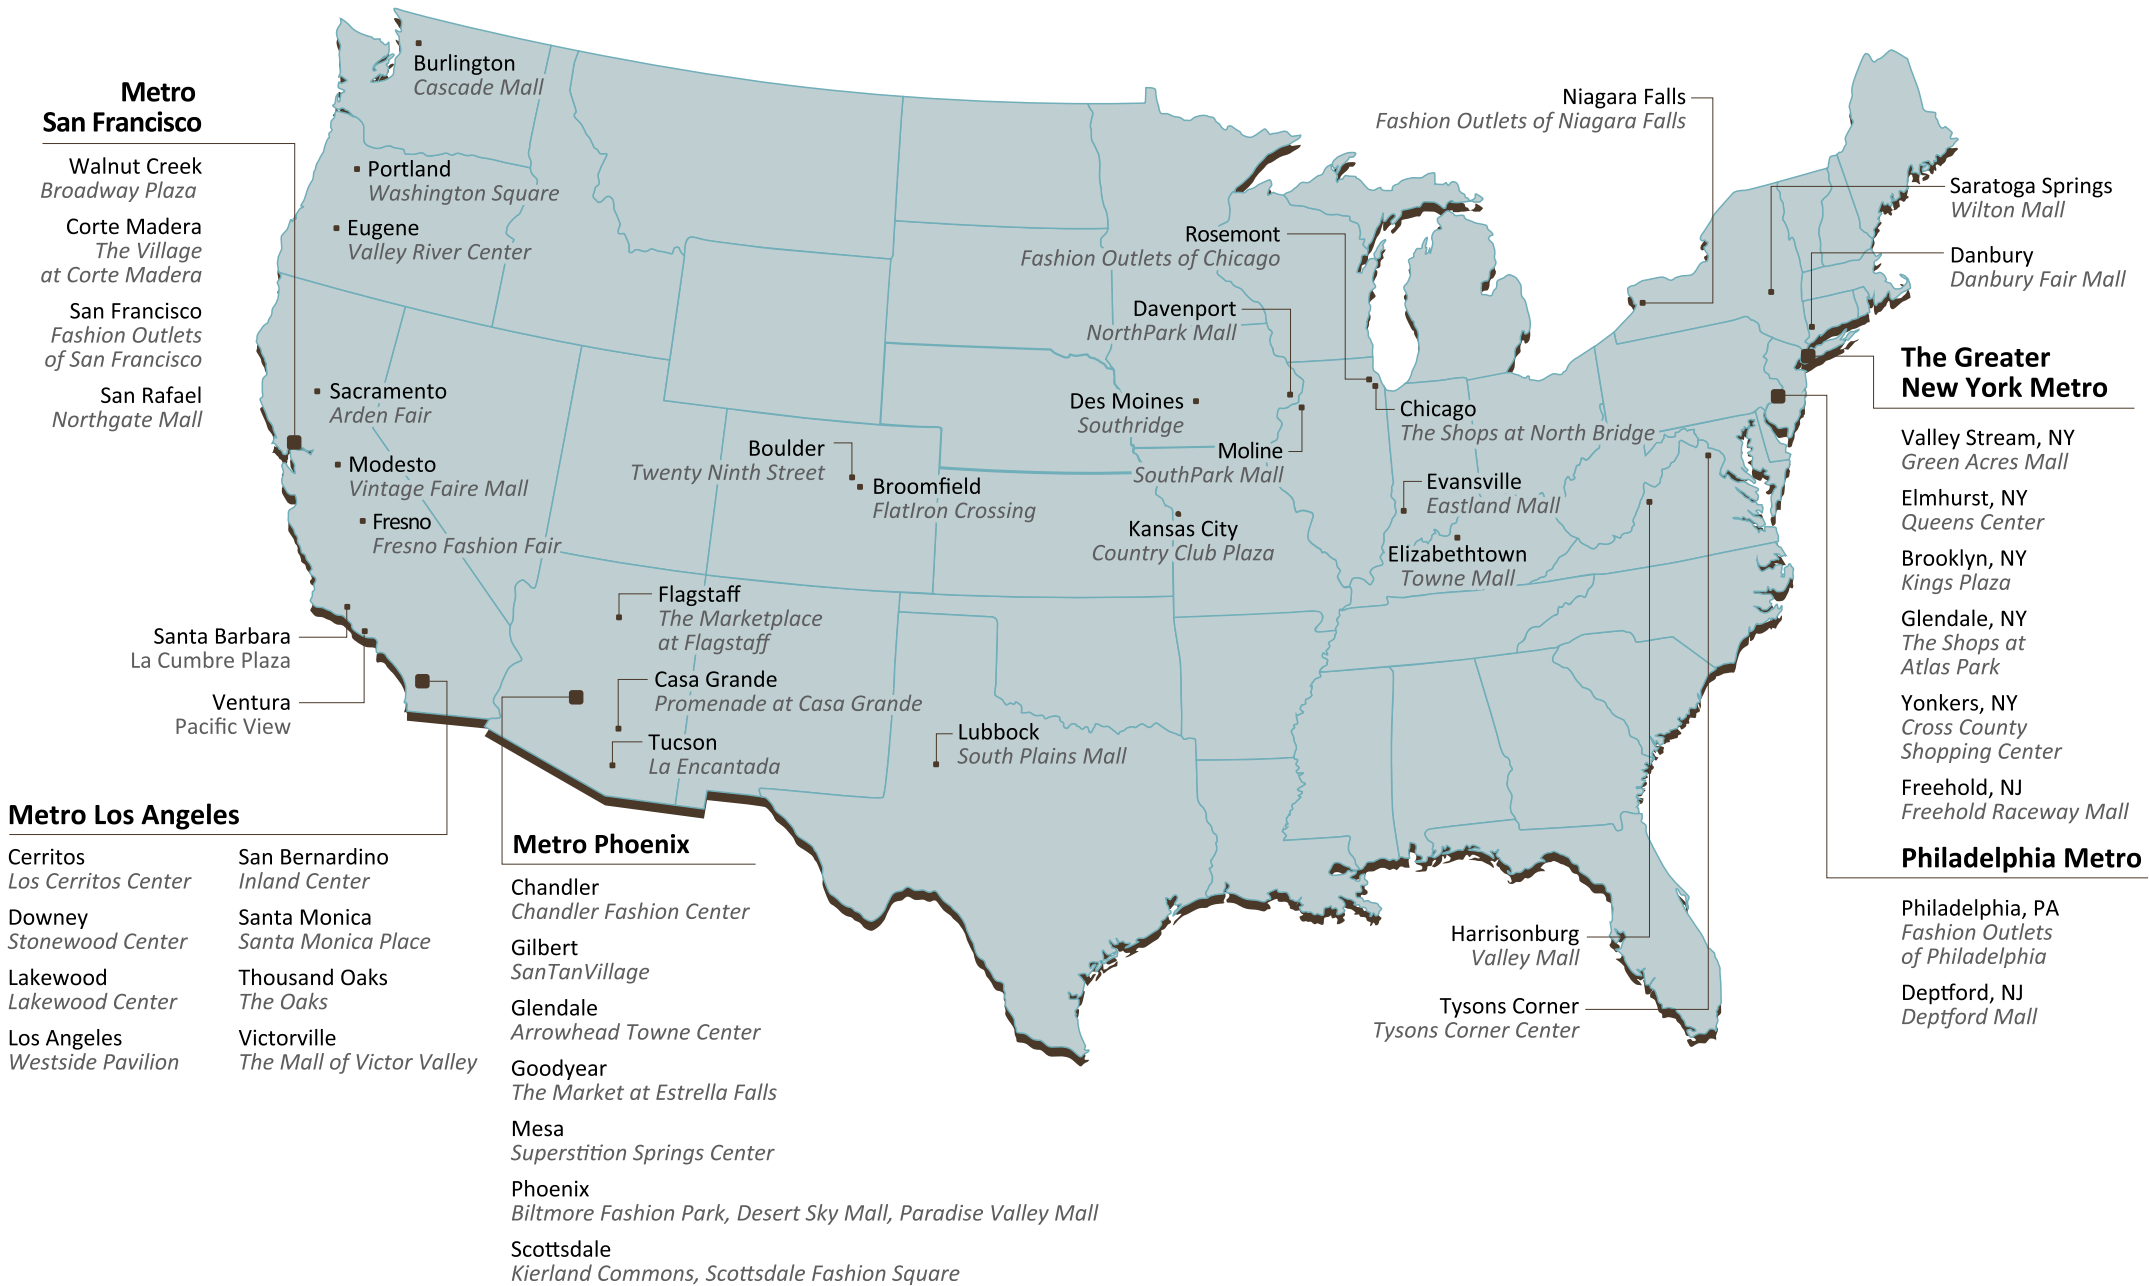 Burlington
Cascade Mall
Metro
San Francisco
Walnut Creek
Broadway Plaza
Corte Madera
The Village
at Corte Madera
San Francisco
Fashion Outlets
of San Francisco
San Rafael
Northgate Mall
Portland
Washington Square
Eugene
Valley River Center
Sacramento
Arden Fair
Modesto
Vintage Faire Mall
Fresno
Fresno Fashion Fair
Santa Barbara
La Cumbre Plaza
Ventura
Pacific View
Boulder
Twenty Ninth Street
Broomfield
FlatIron Crossing
Flagstaff
The Marketplace
at Flagstaff
Casa Grande
Promenade at Casa Grande
Tucson
La Encantada
Lubbock
South Plains Mall
Niagara Falls
Fashion Outlets of Niagara Falls
Rosemont
Fashion Outlets of Chicago
Davenport
NorthPark Mall
Des Moines
Southridge
Moline
SouthPark Mall
Chicago
The Shops at North Bridge
Evansville
Eastland Mall
Kansas City
Country Club Plaza
Elizabethtown
Towne Mall
Harrisonburg
Valley Mall
Tysons Corner
Tysons Corner Center
Saratoga Springs
Wilton Mall
Danbury
Danbury Fair Mall
The Greater
New York Metro
Valley Stream, NY
Green Acres Mall
Elmhurst, NY
Queens Center
Brooklyn, NY
Kings Plaza
Glendale, NY
The Shops at
Atlas Park
Yonkers, NY
Cross County
Shopping Center
Freehold, NJ
Freehold Raceway Mall
Philadelphia Metro
Philadelphia, PA
Fashion Outlets
of Philadelphia
Deptford, NJ
Deptford Mall
Metro Los Angeles
Cerritos
Los Cerritos Center
Downey
Stonewood Center
Lakewood
Lakewood Center
Los Angeles
Westside Pavilion
San Bernardino
Inland Center
Santa Monica
Santa Monica Place
Thousand Oaks
The Oaks
Victorville
The Mall of Victor Valley
Metro Phoenix
Chandler
Chandler Fashion Center
Gilbert
SanTanVillage
Glendale
Arrowhead Towne Center
Goodyear
The Market at Estrella Falls
Mesa
Superstition Springs Center
Phoenix
Biltmore Fashion Park, Desert Sky Mall, Paradise Valley Mall
Scottsdale
Kierland Commons, Scottsdale Fashion Square